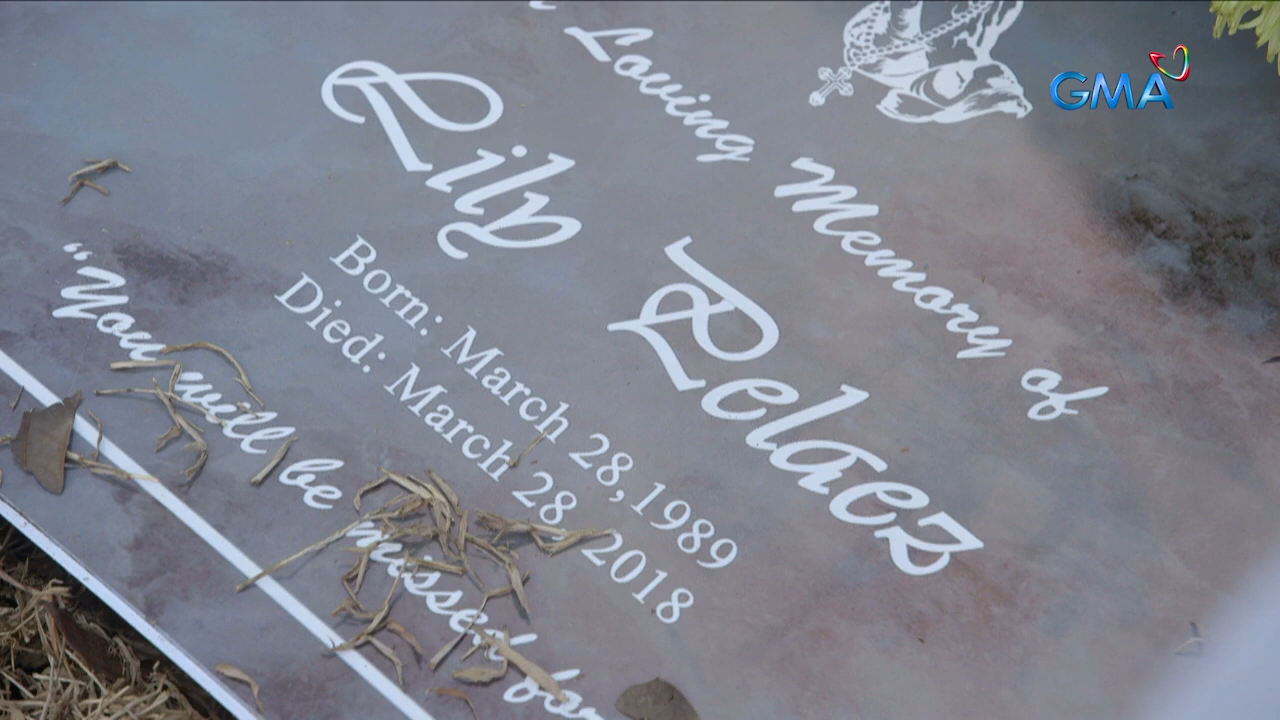 GMA
Loving Memory of
Lily Pelaez
Born: March 28, 1989
Died: March 28, 2018
"You will be missed